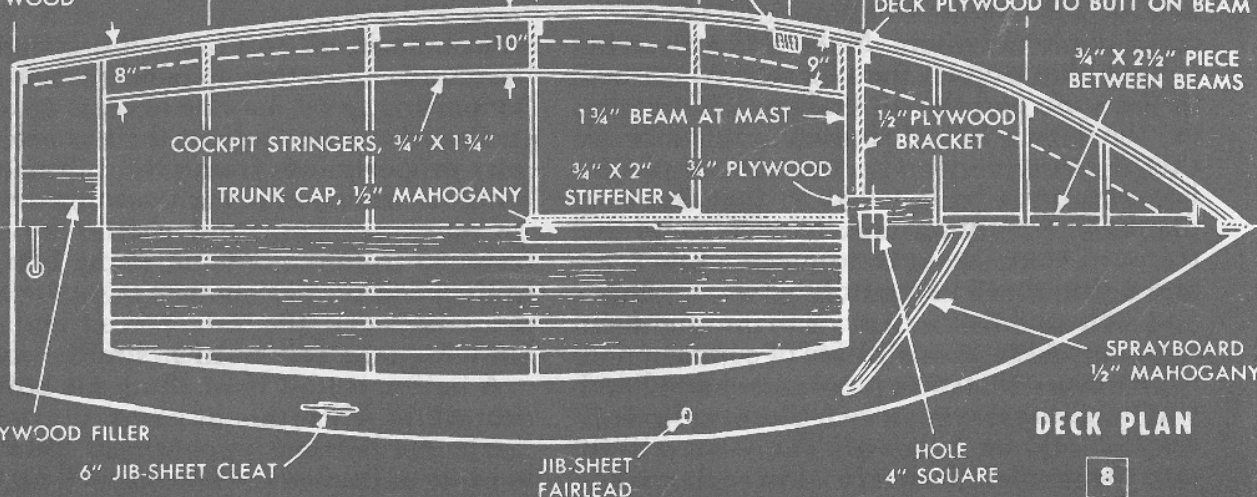 WOOD
DECK PLYWOOD TO BUTT ON BEAM
8"
10"
9"
¾" X 2½" PIECE
BETWEEN BEAMS
1¾" BEAM AT MAST
½" PLYWOOD
BRACKET
COCKPIT STRINGERS, ¾" X 1¾"
¾" X 2"
STIFFENER
¾" PLYWOOD
TRUNK CAP, ½" MAHOGANY
SPRAYBOARD
½" MAHOGANY
YWOOD FILLER
6" JIB-SHEET CLEAT
JIB-SHEET
FAIRLEAD
HOLE
4" SQUARE
DECK PLAN
8